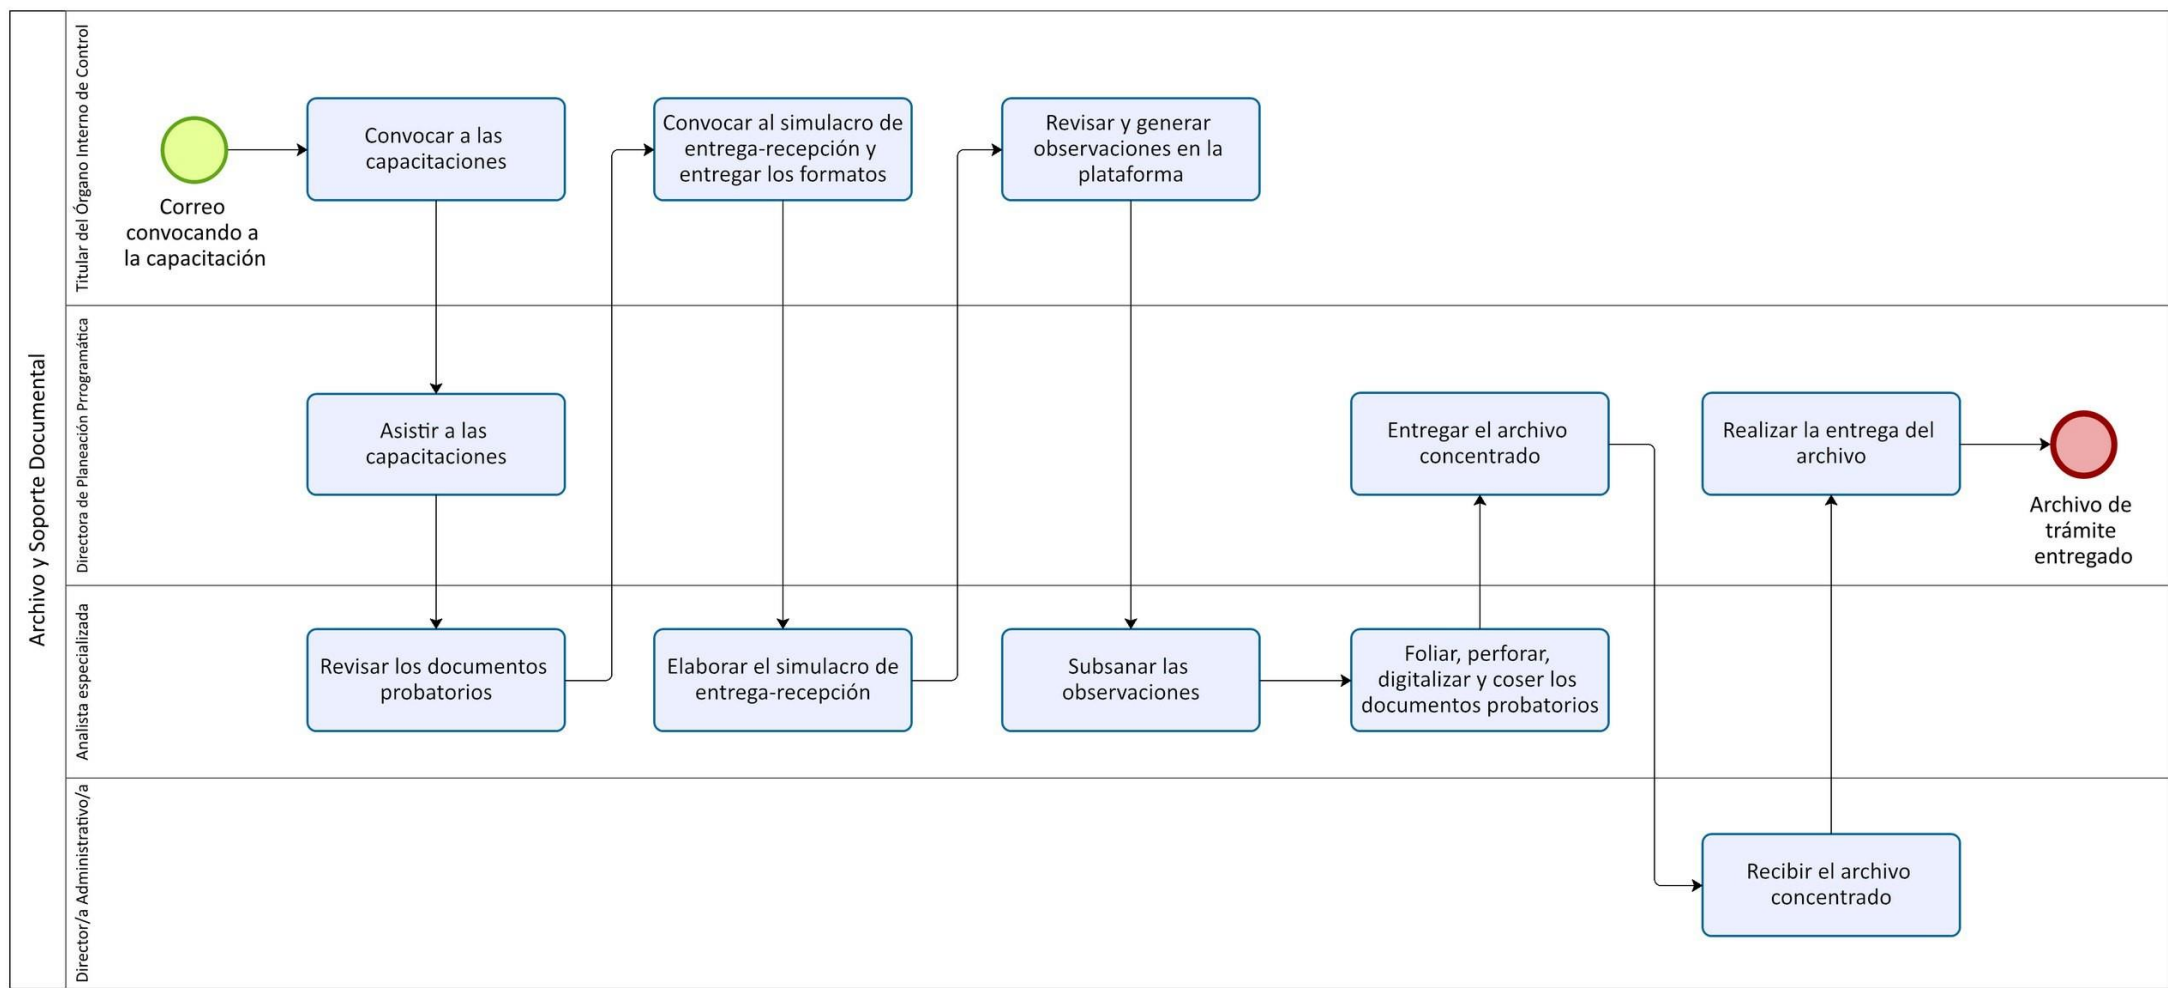 Archivo y Soporte Documental
Titular del Órgano Interno de Control
Correo
convocando a
la capacitación
Convocar a las
capacitaciones
Convocar al simulacro de
entrega-recepción y
entregar los formatos
Revisar y generar
observaciones en la
plataforma
Directora de Planeación Prrogramática
Asistir a las
capacitaciones
Entregar el archivo
concentrado
Realizar la entrega del
archivo
Archivo de
trámite
entregado
Analista especializada
Revisar los documentos
probatorios
Elaborar el simulacro de
entrega-recepción
Subsanar las
observaciones
Foliar, perforar,
digitalizar y coser los
documentos probatorios
Director/a Administrativo/a
Recibir el archivo
concentrado